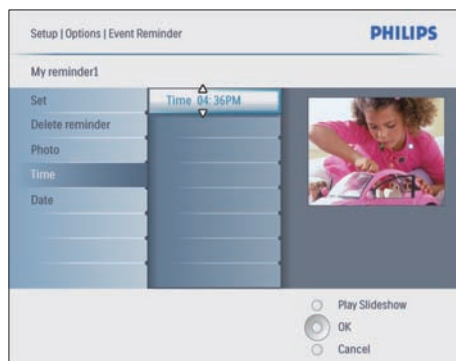 Setup | Options | Event Reminder
PHILIPS
My reminder1
Set
Time 04:36PM
Delete reminder
Photo
Time
Date
Play Slideshow
OK
Cancel